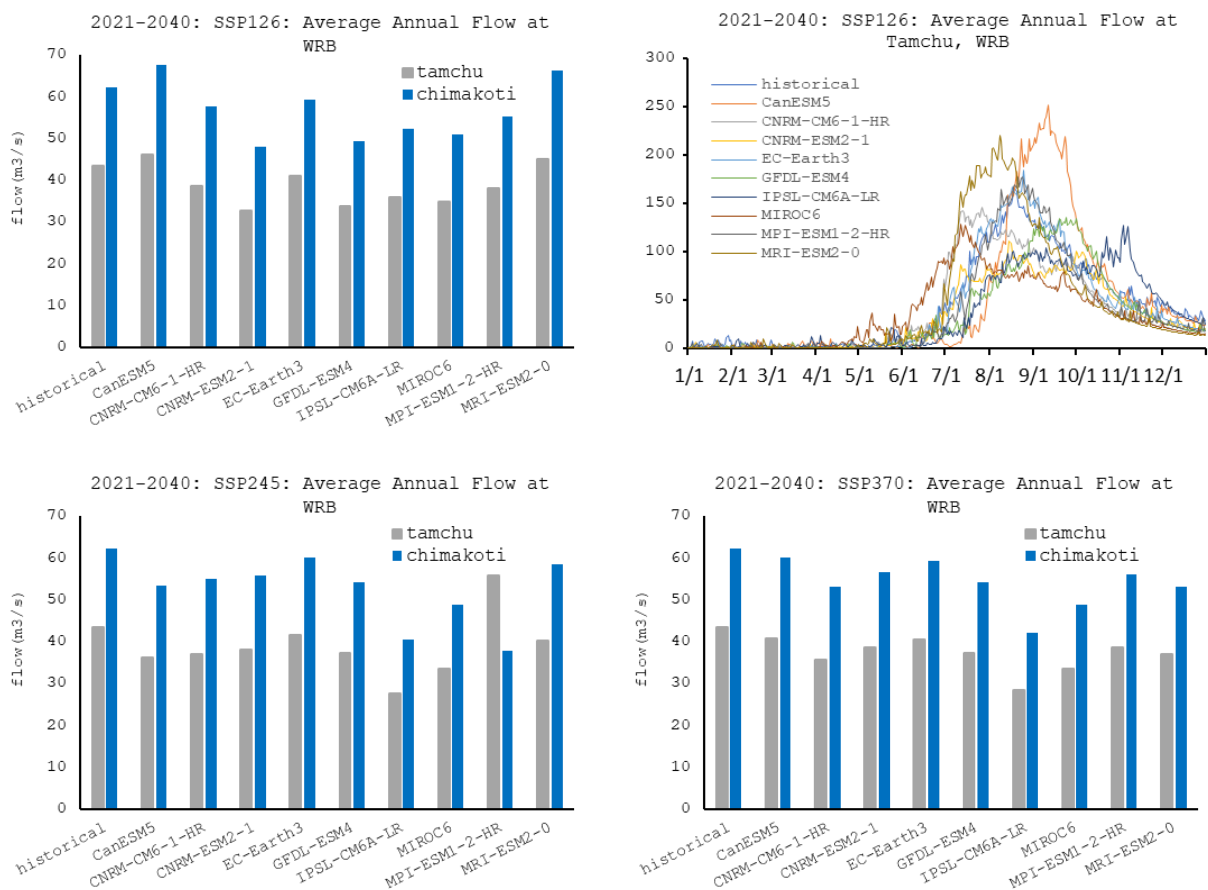 2021-2040: SSP126: Average Annual Flow at
WRB
70
60
50
40
30
20
10
0
flow(m3/s)
tamchu
chimakoti
historical
CanESM5
CNRM-CM6-1-HR
CNRM-ESM2-1
EC-Earth3
GFDL-ESM4
IPSL-CM6A-LR
MIROC6
MPI-ESM1-2-HR
MRI-ESM2-0
2021-2040: SSP126: Average Annual Flow at
Tamchu, WRB
300
250
200
150
100
50
0
historical
CanESM5
CNRM-CM6-1-HR
CNRM-ESM2-1
EC-Earth3
GFDL-ESM4
IPSL-CM6A-LR
MIROC6
MPI-ESM1-2-HR
MRI-ESM2-0
1/1 2/1 3/1 4/1 5/1 6/1 7/1 8/1 9/1 10/1 11/1 12/1
2021-2040: SSP245: Average Annual Flow at
WRB
70
60
50
40
30
20
10
0
flow(m3/s)
tamchu
chimakoti
historical
CanESM5
CNRM-CM6-1-HR
CNRM-ESM2-1
EC-Earth3
GFDL-ESM4
IPSL-CM6A-LR
MIROC6
MPI-ESM1-2-HR
MRI-ESM2-0
2021-2040: SSP370: Average Annual Flow at
WRB
70
60
50
40
30
20
10
0
flow(m3/s)
tamchu
chimakoti
historical
CanESM5
CNRM-CM6-1-HR
CNRM-ESM2-1
EC-Earth3
GFDL-ESM4
IPSL-CM6A-LR
MIROC6
MPI-ESM1-2-HR
MRI-ESM2-0